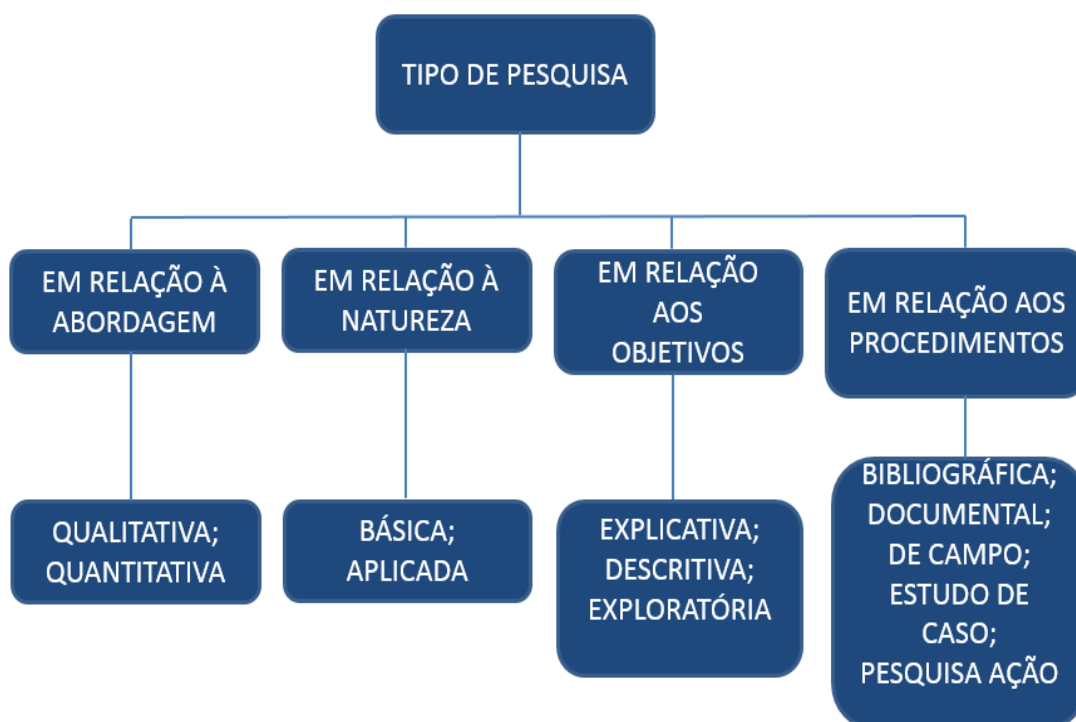 TIPO DE PESQUISA
EM RELAÇÃO À
ABORDAGEM
EM RELAÇÃO À
NATUREZA
EM RELAÇÃO
AOS
OBJETIVOS
EM RELAÇÃO AOS
PROCEDIMENTOS
QUALITATIVA;
QUANTITATIVA
BÁSICA;
APLICADA
EXPLICATIVA;
DESCRITIVA;
EXPLORATÓRIA
BIBLIOGRÁFICA;
DOCUMENTAL;
DE CAMPO;
ESTUDO DE
CASO;
PESQUISA AÇÃO